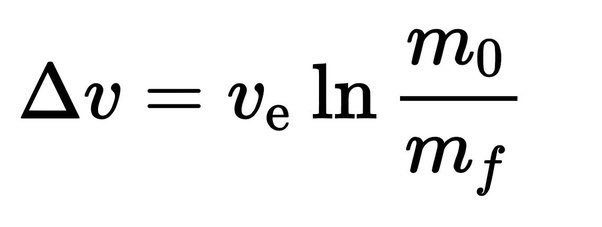 Δv = vₑ ln m₀/m_f